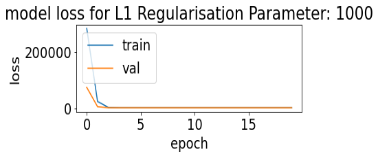 model loss for L1 Regularisation Parameter: 1000
200000
0
loss
train
val
0 5 10 15
epoch